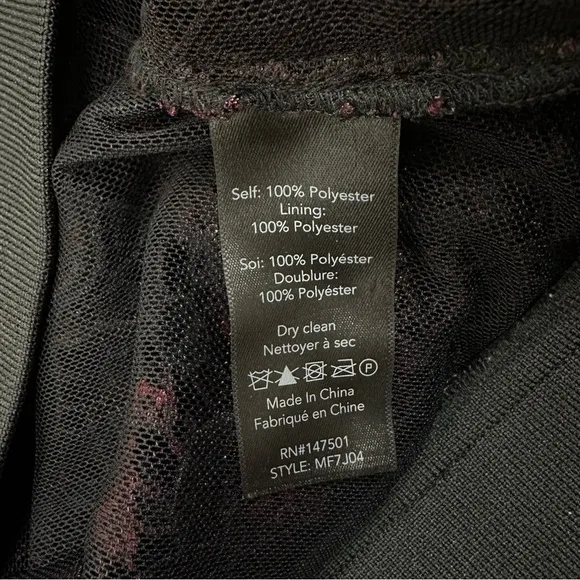 Self: 100% Polyester
Lining:
100% Polyester
Soi: 100% Polyéster
Doublure:
100% Polyéster
Dry clean
Nettoyer à sec
P
Made In China
Fabriqué en Chine
RN#147501
STYLE: MF7J04